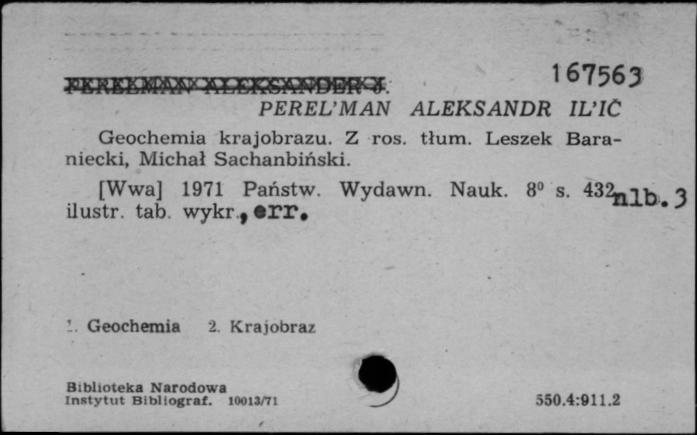 167563
PERELMAN ALEKSANDER J.
PEREL'MAN ALEKSANDR IL'IČ
Geochemia krajobrazu. Z ros. tłum. Leszek Bara-
niecki, Michał Sachanbiński.
[Wwa] 1971 Państw. Wydawn. Nauk. 8⁰ s. 432, nlb. 3
ilustr. tab. wykr., err.
1. Geochemia 2. Krajobraz
Biblioteka Narodowa
Instytut Bibliograf. 10013/71
550.4:911.2